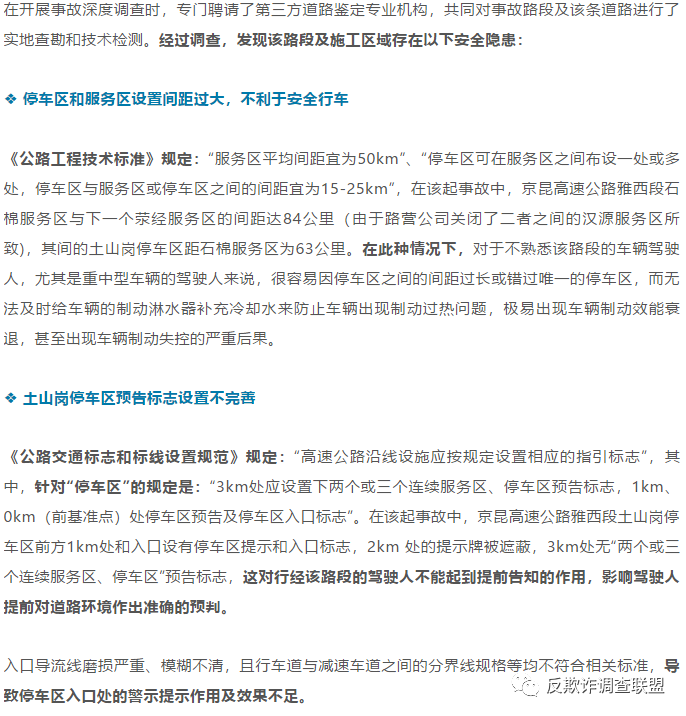 在开展事故深度调查时，专门聘请了第三方道路鉴定专业机构，共同对事故路段及该条道路进行了
实地查勘和技术检测。经过调查，发现该路段及施工区域存在以下安全隐患：
❖ 停车区和服务区设置间距过大，不利于安全行车
《公路工程技术标准》规定：“服务区平均间距宜为50km”、“停车区可在服务区之间布设一处或多
处，停车区与服务区或停车区之间的间距宜为15-25km”，在该起事故中，京昆高速公路雅西段石
棉服务区与下一个荥经服务区的间距达84公里（由于路营公司关闭了二者之间的汉源服务区所
致)，其间的土山岗停车区距石棉服务区为63公里。在此种情况下，对于不熟悉该路段的车辆驾驶
人，尤其是重中型车辆的驾驶人来说，很容易因停车区之间的间距过长或错过唯一的停车区，而无
法及时给车辆的制动淋水器补充冷却水来防止车辆出现制动过热问题，极易出现车辆制动效能衰
退，甚至出现车辆制动失控的严重后果。
❖ 土山岗停车区预告标志设置不完善
《公路交通标志和标线设置规范》规定：“高速公路沿线设施应按规定设置相应的指引标志”，其
中，针对“停车区”的规定是：“3km处应设置下两个或三个连续服务区、停车区预告标志，1km、
0km（前基准点）处停车区预告及停车区入口标志”。在该起事故中，京昆高速公路雅西段土山岗停
车区前方1km处和入口设有停车区提示和入口标志，2km 处的提示牌被遮蔽，3km处无“两个或三
个连续服务区、停车区”预告标志，这对行经该路段的驾驶人不能起到提前告知的作用，影响驾驶人
提前对道路环境作出准确的预判。
入口导流线磨损严重、模糊不清，且行车道与减速车道之间的分界线规格等均不符合相关标准，导
致停车区入口处的警示提示作用及效果不足。
反欺诈调查联盟